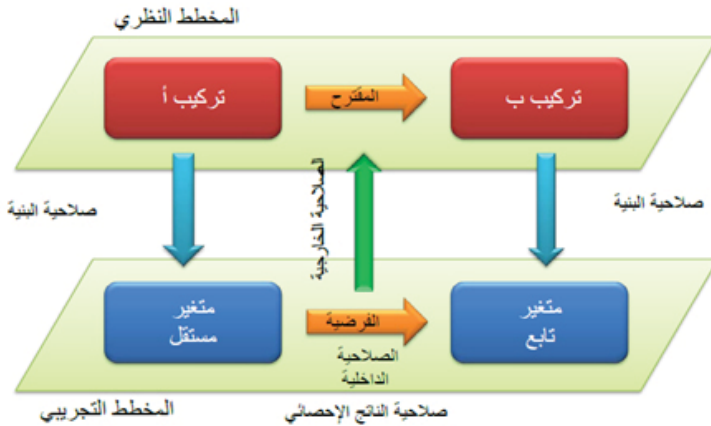 المخطط النظري
تركيب أ
المقترح
تركيب ب
صلاحية البنية
الصلاحية الخارجية
صلاحية البنية
متغير
مستقل
الفرضية
متغير
تابع
الصلاحية
الداخلية
المخطط التجريبي
صلاحية الناتج الإحصائي